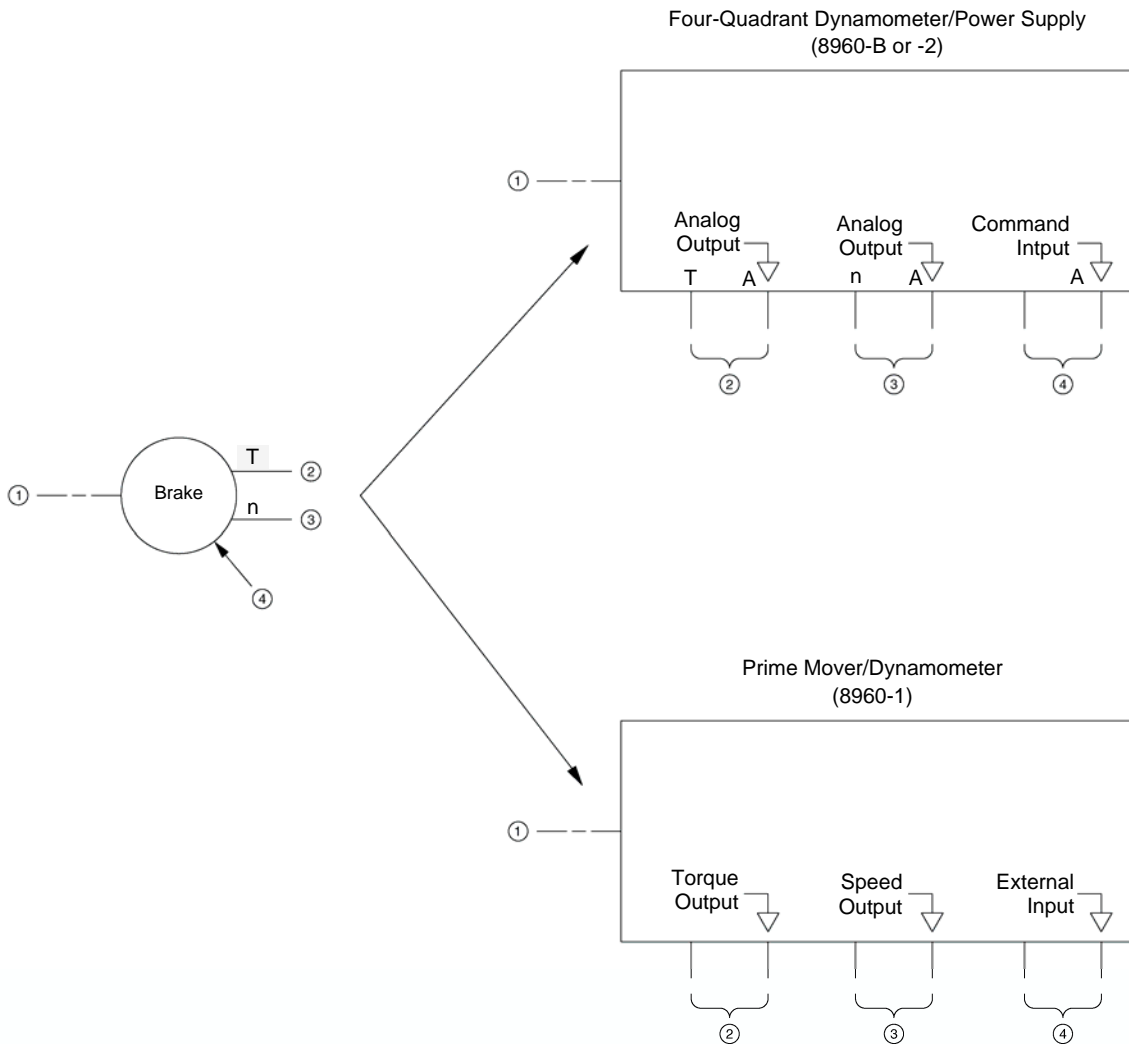 Four-Quadrant Dynamometer/Power Supply
(8960-B or -2)
1
Analog
Output
T
A
Analog
Output
n
A
Command
Intput
A
2
3
4
1
Brake
T
2
n
3
4
Prime Mover/Dynamometer
(8960-1)
1
Torque
Output
Speed
Output
External
Input
2
3
4